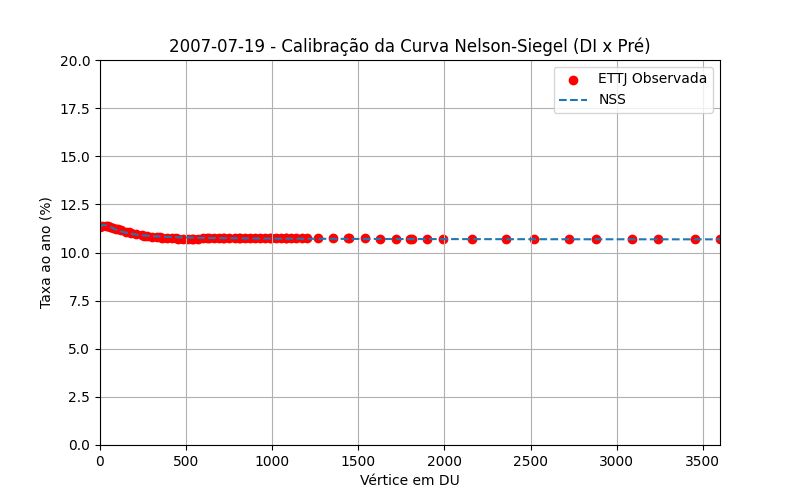 2007-07-19 - Calibração da Curva Nelson-Siegel (DI x Pré)
ETTJ Observada
NSS
Taxa ao ano (%)
20.0
17.5
15.0
12.5
10.0
7.5
5.0
2.5
0.0
0 500 1000 1500 2000 2500 3000 3500
Vértice em DU